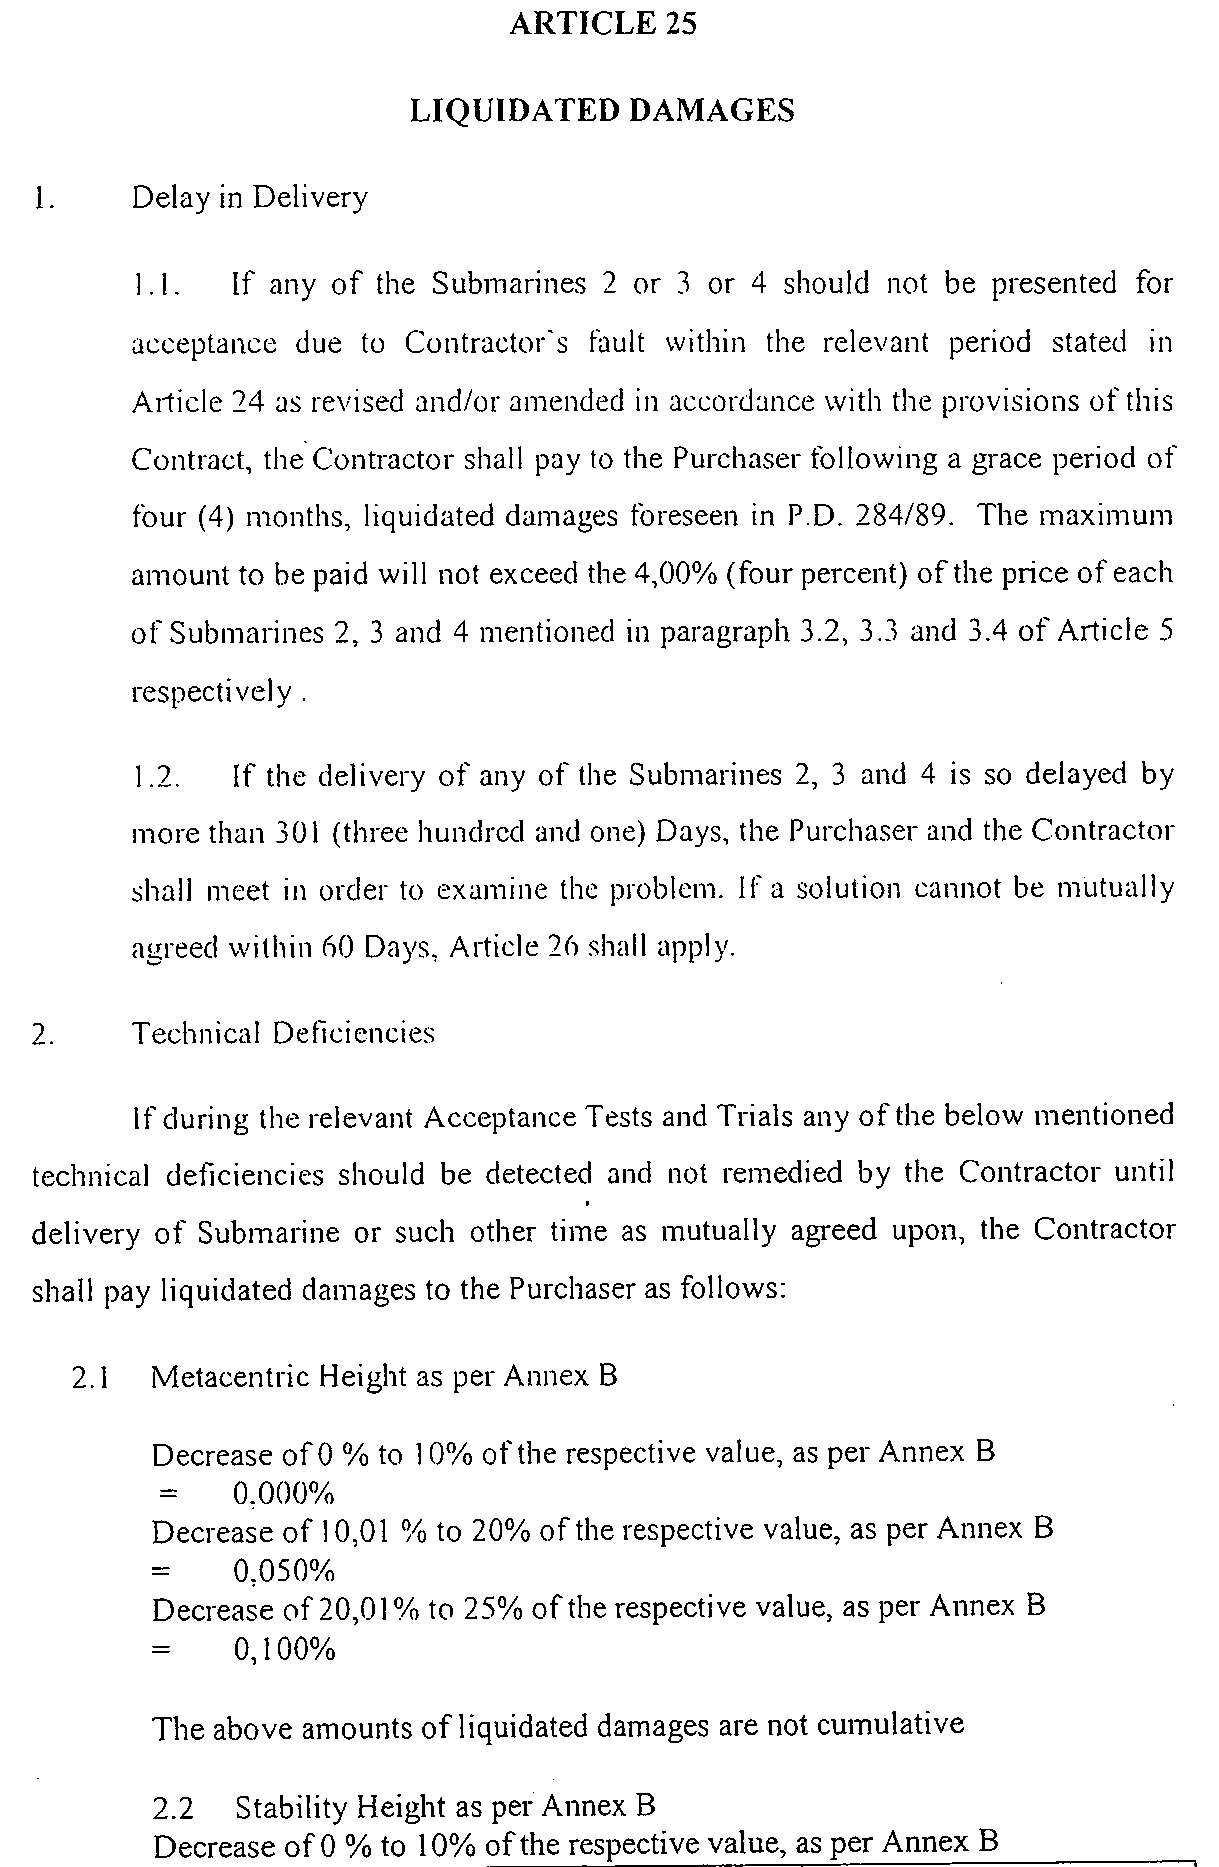 ARTICLE 25
LIQUIDATED DAMAGES
1. Delay in Delivery
1.1. If any of the Submarines 2 or 3 or 4 should not be presented for
acceptance due to Contractor's fault within the relevant period stated in
Article 24 as revised and/or amended in accordance with the provisions of this
Contract, the Contractor shall pay to the Purchaser following a grace period of
four (4) months, liquidated damages foreseen in P.D. 284/89. The maximum
amount to be paid will not exceed the 4,00% (four percent) of the price of each
of Submarines 2, 3 and 4 mentioned in paragraph 3.2, 3.3 and 3.4 of Article 5
respectively .
1.2. If the delivery of any of the Submarines 2, 3 and 4 is so delayed by
more than 301 (three hundred and one) Days, the Purchaser and the Contractor
shall meet in order to examine the problem. If a solution cannot be mutually
agreed within 60 Days, Article 26 shall apply.
2. Technical Deficiencies
If during the relevant Acceptance Tests and Trials any of the below mentioned
technical deficiencies should be detected and not remedied by the Contractor until
delivery of Submarine or such other time as mutually agreed upon, the Contractor
shall pay liquidated damages to the Purchaser as follows:
2.1 Metacentric Height as per Annex B
Decrease of 0 % to 10% of the respective value, as per Annex B
= 0,000%
Decrease of 10,01 % to 20% of the respective value, as per Annex B
= 0,050%
Decrease of 20,01% to 25% of the respective value, as per Annex B
= 0,100%
The above amounts of liquidated damages are not cumulative
2.2 Stability Height as per Annex B
Decrease of 0 % to 10% of the respective value, as per Annex B